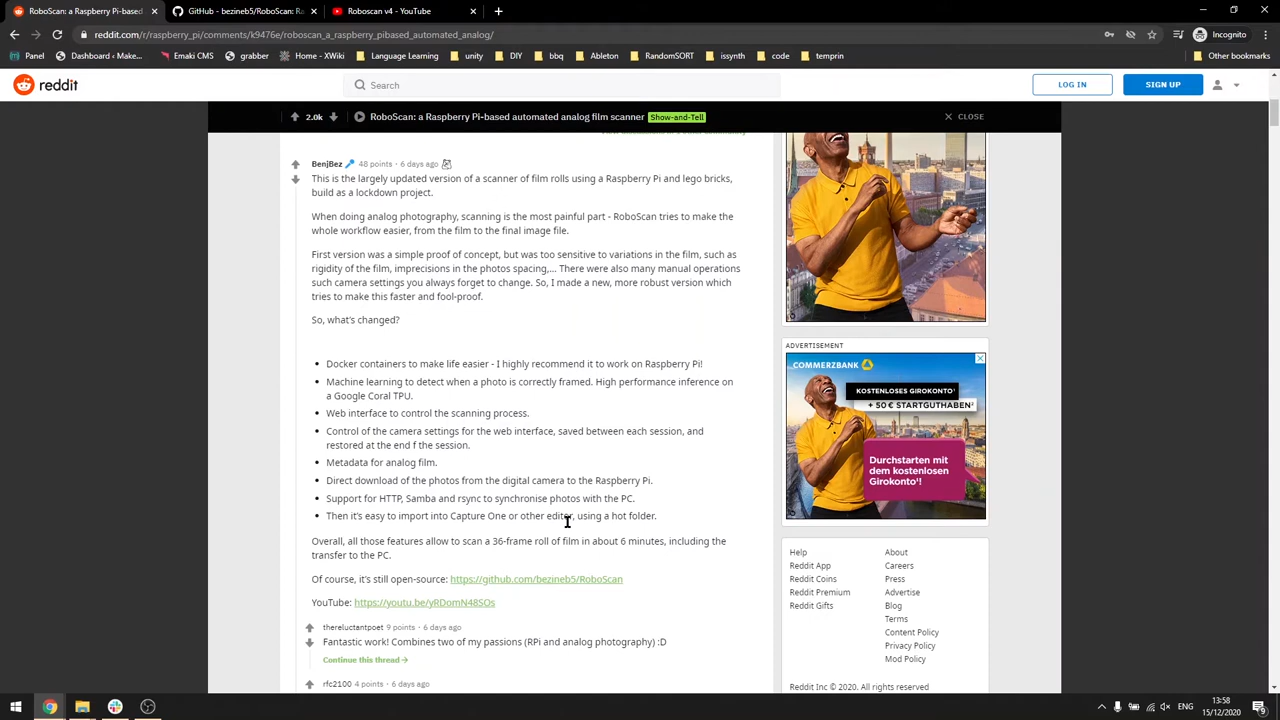 RoboScan: a Raspberry Pi-based a
GitHub - bezineb5/RoboScan: Ra
RoboScan v4 - YouTube
reddit.com/r/raspberry_pi/comments/k9476e/roboscan_a_raspberry_pibased_automated_analog/
Incognito
Panel
Dashboard ‹ Make...
Emaki CMS
grabber
Home - XWiki
Language Learning
DIY
bbq
Amazon
RandomSORT
issynth
code
temprin
Other bookmarks
reddit
Search
LOG IN
SIGN UP
2.0k
RoboScan: a Raspberry Pi-based automated analog film scanner
Show-and-Tell
CLOSE
BenjBez 48 points · 6 days ago
This is the largely updated version of a scanner of film rolls using a Raspberry Pi and lego bricks,
build as a lockdown project.
When doing analog photography, scanning is the most painful part - RoboScan tries to make the
whole workflow easier, from the film to the final image file.
First version was a simple proof of concept, but was too sensitive to variations in the film, such as
rigidity of the film, imprecisions in the photos spacing,... There were also many manual operations
such camera settings you always forget to change. So, I made a new, more robust version which
tries to make this faster and fool-proof.
So, what's changed?
• Docker containers to make life easier - I highly recommend it to work on Raspberry Pi!
• Machine learning to detect when a photo is correctly framed. High performance inference on
a Google Coral TPU.
• Web interface to control the scanning process.
• Control of the camera settings for the web interface, saved between each session, and
restored at the end f the session.
• Metadata for analog film.
• Direct download of the photos from the digital camera to the Raspberry Pi.
• Support for HTTP, Samba and rsync to synchronise photos with the PC.
• Then it's easy to import into Capture One or other editor, using a hot folder.
Overall, all those features allow to scan a 36-frame roll of film in about 6 minutes, including the
transfer to the PC.
Of course, it's still open-source: https://github.com/bezineb5/RoboScan
YouTube: https://youtu.be/yRDomN48SOs
thereluctantpoet 9 points · 6 days ago
Fantastic work! Combines two of my passions (RPi and analog photography) :D
Continue this thread
rfc2100 4 points · 6 days ago
ADVERTISEMENT
COMMERZBANK
KOSTENLOSES GIROKONTO¹
+ 50 € STARTGUTHABEN²
Durchstarten mit
dem kostenlosen
Girokonto¹!
Help
Reddit App
Reddit Coins
Reddit Premium
Reddit Gifts
About
Careers
Press
Advertise
Blog
Terms
Content Policy
Privacy Policy
Mod Policy
Reddit Inc © 2020. All rights reserved
ENG
13:58
15/12/2020